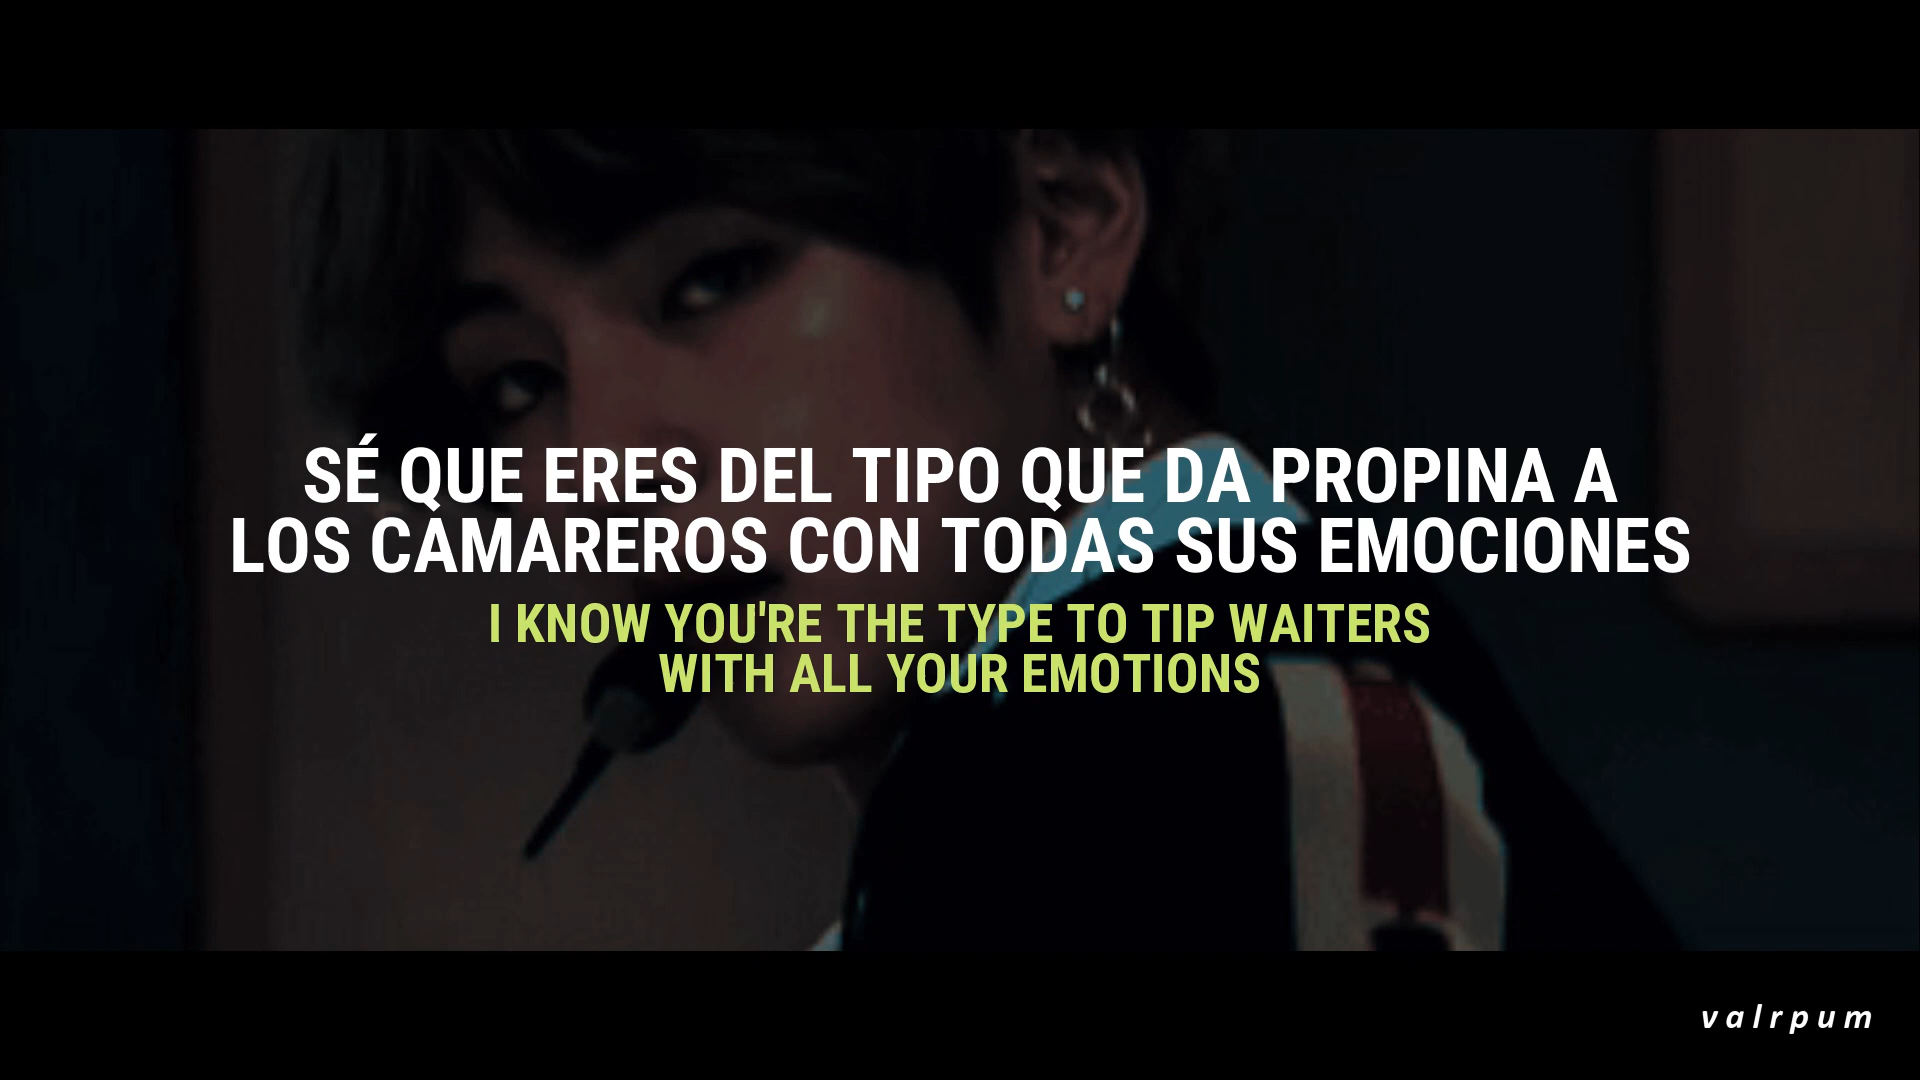 SÉ QUE ERES DEL TIPO QUE DA PROPINA A
LOS CAMAREROS CON TODAS SUS EMOCIONES
I KNOW YOU'RE THE TYPE TO TIP WAITERS
WITH ALL YOUR EMOTIONS
valrpum